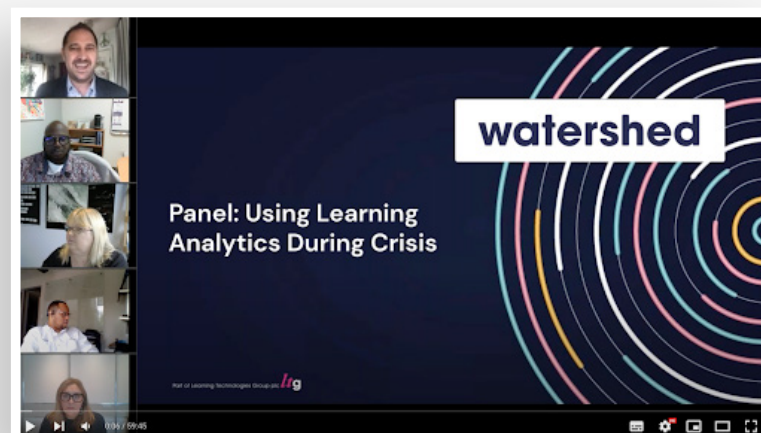 watershed
Panel: Using Learning
Analytics During Crisis
Part of Learning Technologies Group plc ltg
0:06 / 59:45